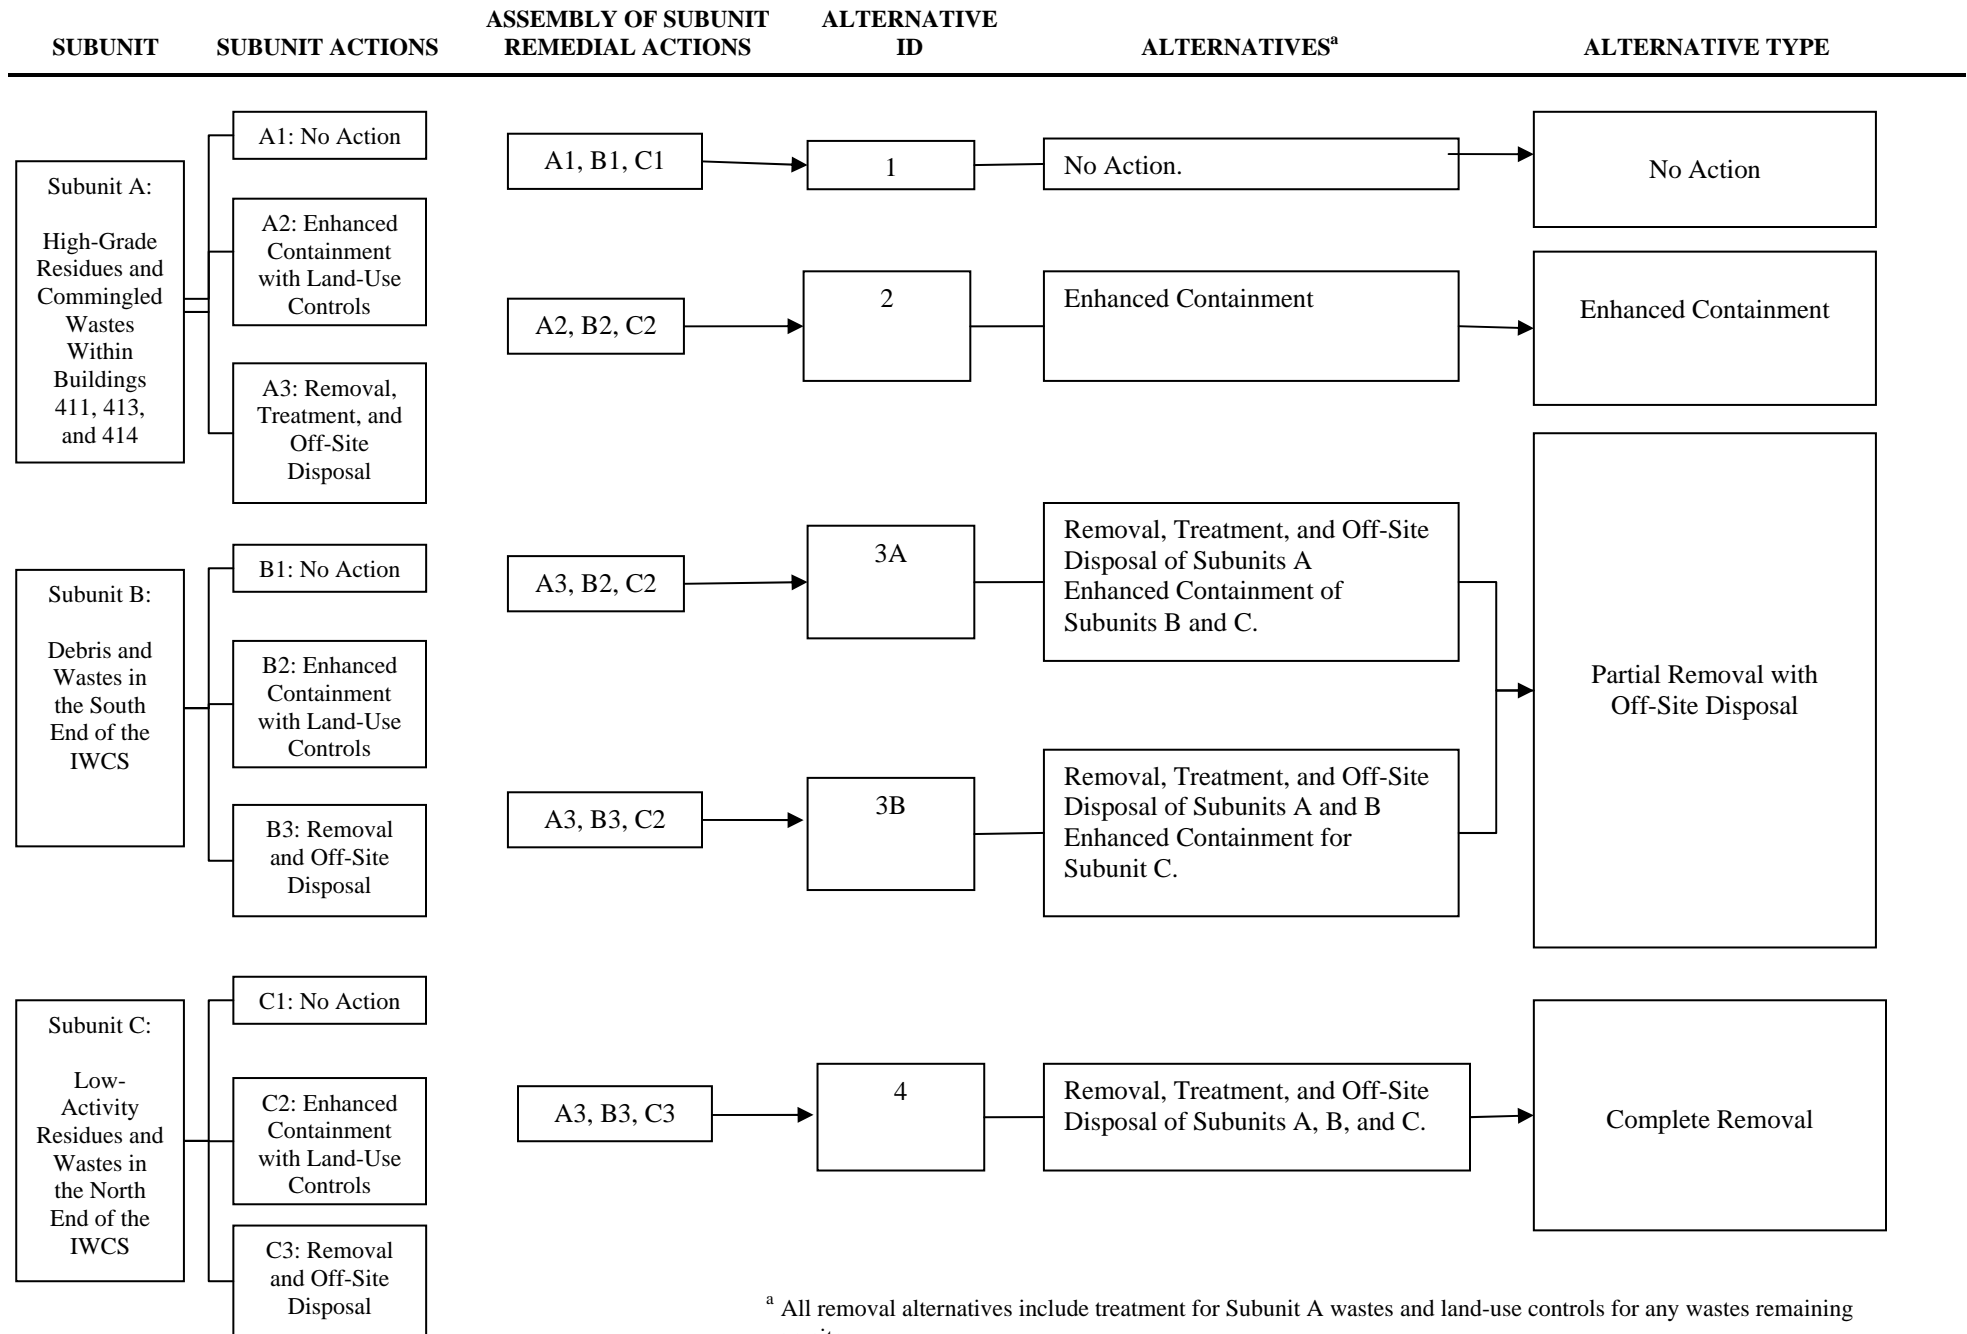 SUBUNIT
SUBUNIT ACTIONS
ASSEMBLY OF SUBUNIT
REMEDIAL ACTIONS
ALTERNATIVE
ID
ALTERNATIVESᵃ
ALTERNATIVE TYPE
Subunit A:
High-Grade
Residues and
Commingled
Wastes
Within
Buildings
411, 413,
and 414
A1: No Action
A2: Enhanced
Containment
with Land-Use
Controls
A3: Removal,
Treatment, and
Off-Site
Disposal
Subunit B:
Debris and
Wastes in
the South
End of the
IWCS
B1: No Action
B2: Enhanced
Containment
with Land-Use
Controls
B3: Removal
and Off-Site
Disposal
Subunit C:
Low-
Activity
Residues and
Wastes in
the North
End of the
IWCS
C1: No Action
C2: Enhanced
Containment
with Land-Use
Controls
C3: Removal
and Off-Site
Disposal
A1, B1, C1
1
No Action.
No Action
A2, B2, C2
2
Enhanced Containment
Enhanced Containment
A3, B2, C2
3A
Removal, Treatment, and Off-Site
Disposal of Subunits A
Enhanced Containment of
Subunits B and C.
A3, B3, C2
3B
Removal, Treatment, and Off-Site
Disposal of Subunits A and B
Enhanced Containment for
Subunit C.
Partial Removal with
Off-Site Disposal
A3, B3, C3
4
Removal, Treatment, and Off-Site
Disposal of Subunits A, B, and C.
Complete Removal
ᵃ All removal alternatives include treatment for Subunit A wastes and land-use controls for any wastes remaining